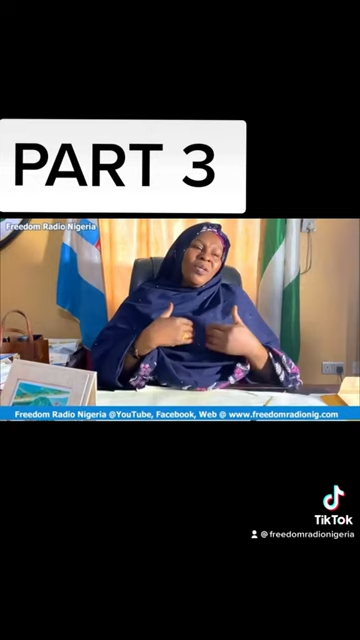 PART 3
Freedom Radio Nigeria
Freedom Radio Nigeria @YouTube, Facebook, Web @ www.freedomradionig.com
TikTok
@freedomradionigeria